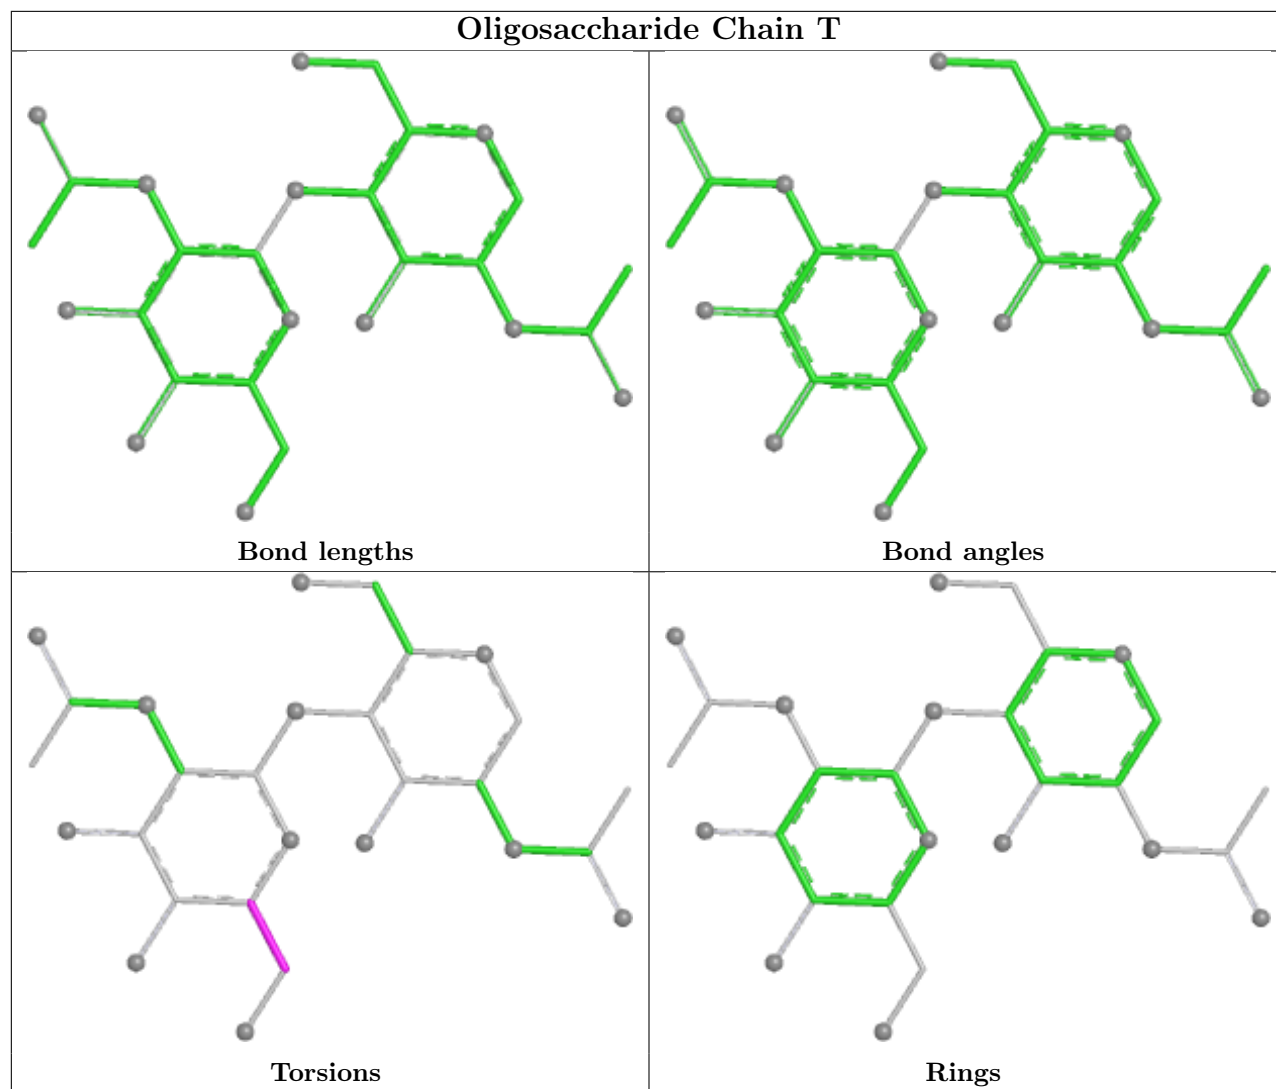 Oligosaccharide Chain T
Bond lengths
Bond angles
Torsions
Rings